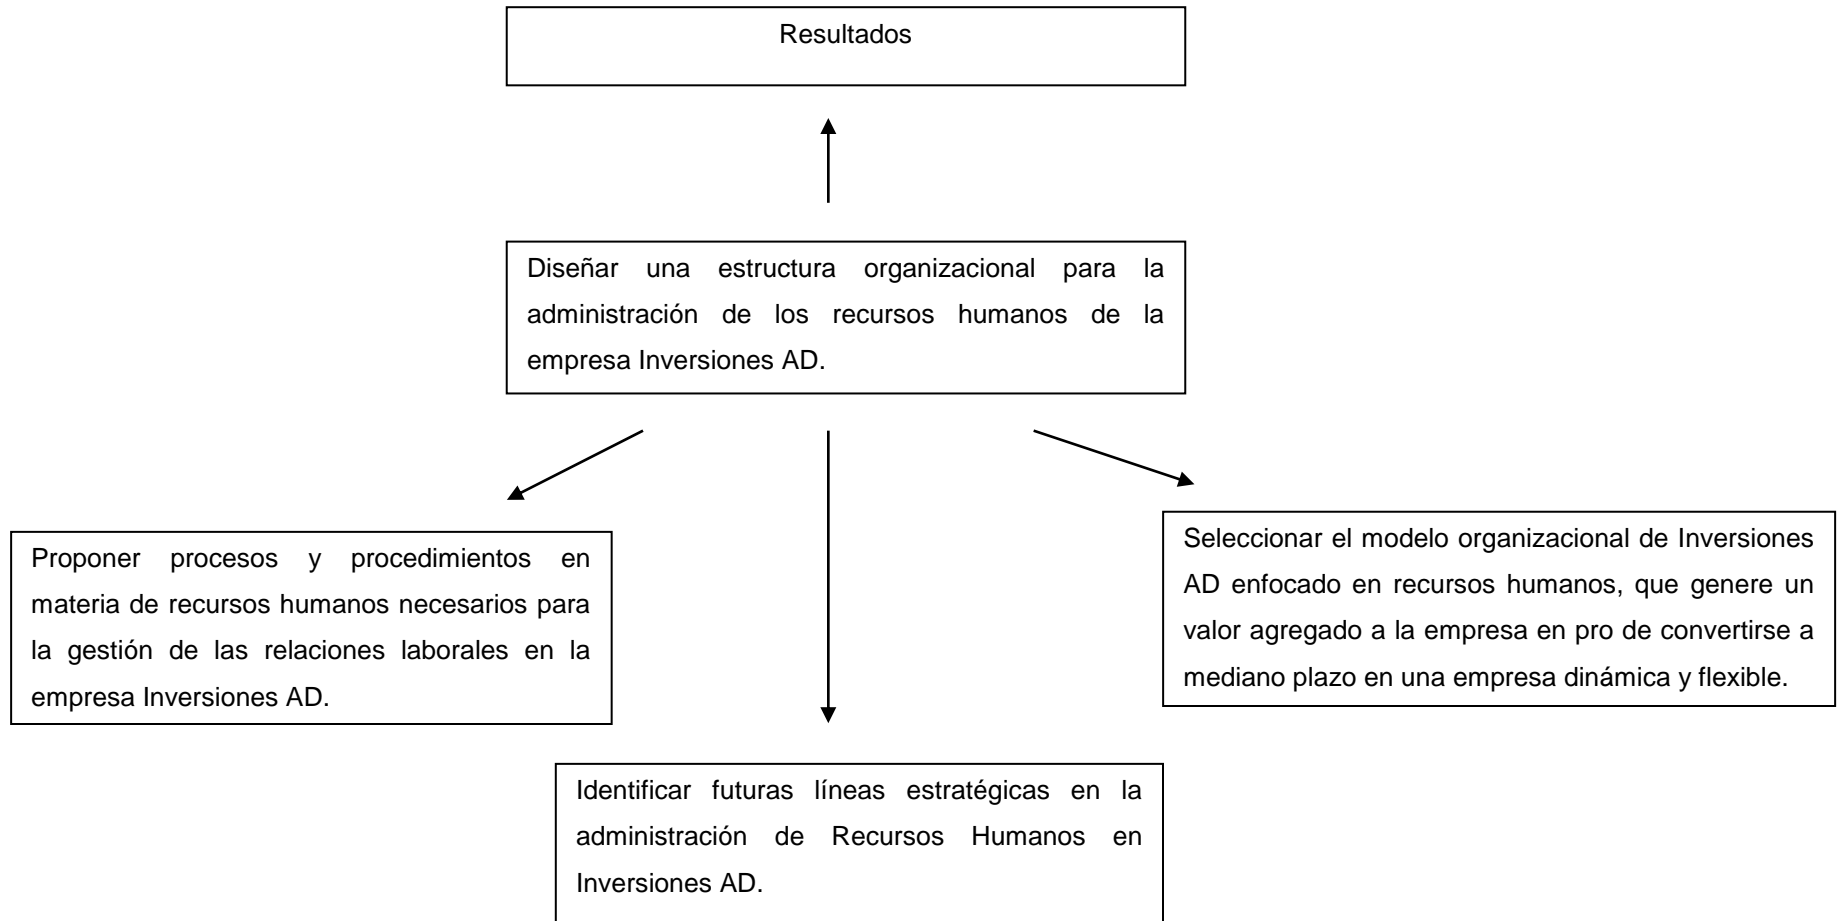 Resultados
Diseñar una estructura organizacional para la
administración de los recursos humanos de la
empresa Inversiones AD.
Proponer procesos y procedimientos en
materia de recursos humanos necesarios para
la gestión de las relaciones laborales en la
empresa Inversiones AD.
Seleccionar el modelo organizacional de Inversiones
AD enfocado en recursos humanos, que genere un
valor agregado a la empresa en pro de convertirse a
mediano plazo en una empresa dinámica y flexible.
Identificar futuras líneas estratégicas en la
administración de Recursos Humanos en
Inversiones AD.